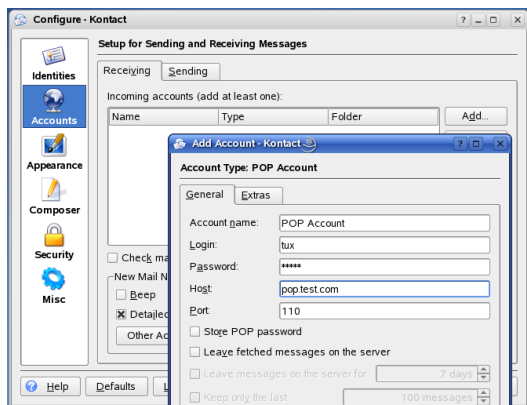 Configure - Kontact
Setup for Sending and Receiving Messages
Identities
Accounts
Appearance
Composer
Security
Misc
Receiving Sending
Incoming accounts (add at least one):
Name Type Folder
Add...
Add Account - Kontact
Account Type: POP Account
General Extras
Account name: POP Account
Login: tux
Password: *****
Host: pop.test.com
Port: 110
Store POP password
Leave fetched messages on the server
Leave messages on the server for 7 days
Keep only the last 100 messages
Check
New Mail
Beep
Detailed
Other
Help Defaults